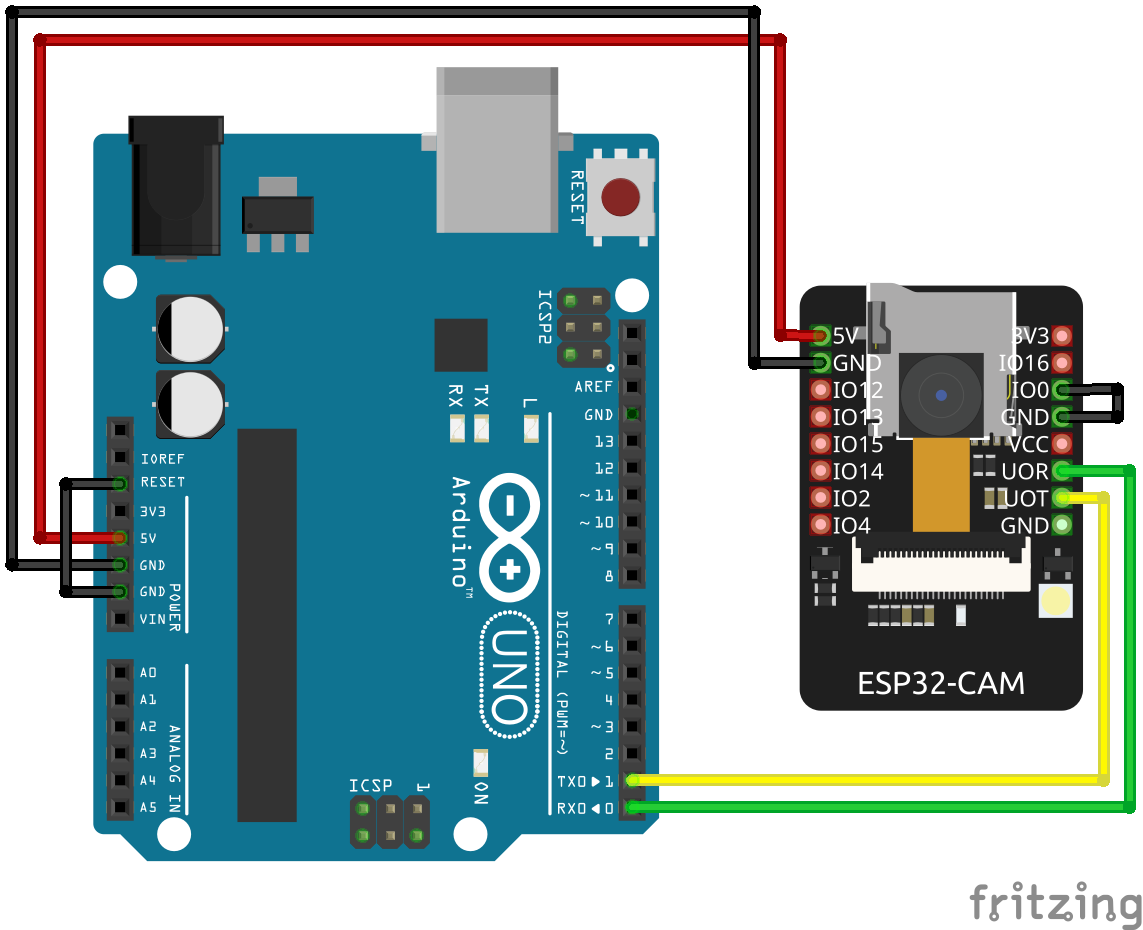 RESET
ICSP2
AREF
GND
RX
TX
L
13
12
~11
~10
~9
8
IOREF
RESET
3V3
5V
GND
GND
VIN
POWER
Arduino™
UNO
DIGITAL (PWM=~)
7
~6
~5
4
~3
2
TX0▶1
RX0◀0
A0
A1
A2
A3
A4
A5
ANALOG IN
ICSP
1
ON
5V
GND
IO12
IO13
IO15
IO14
IO2
IO4
3V3
IO16
IO0
GND
VCC
UOR
UOT
GND
ESP32-CAM
fritzing